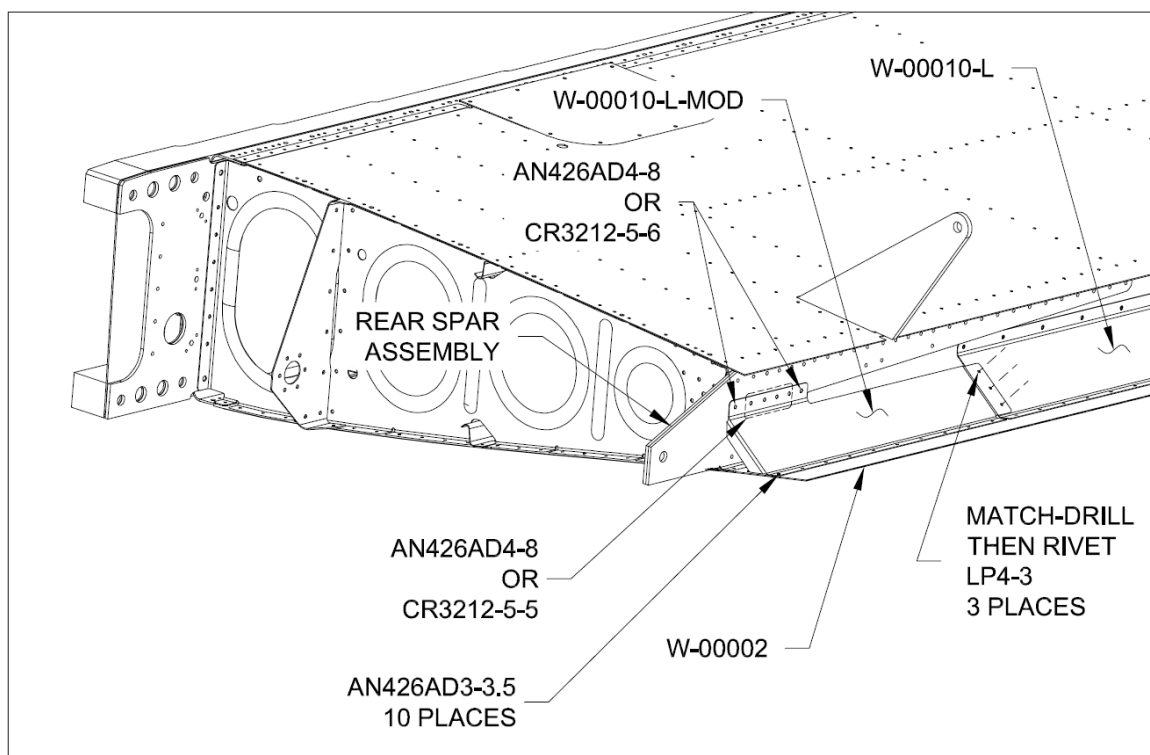 W-00010-L
W-00010-L-MOD
AN426AD4-8
OR
CR3212-5-6
REAR SPAR
ASSEMBLY
AN426AD4-8
OR
CR3212-5-5
MATCH-DRILL
THEN RIVET
LP4-3
3 PLACES
W-00002
AN426AD3-3.5
10 PLACES